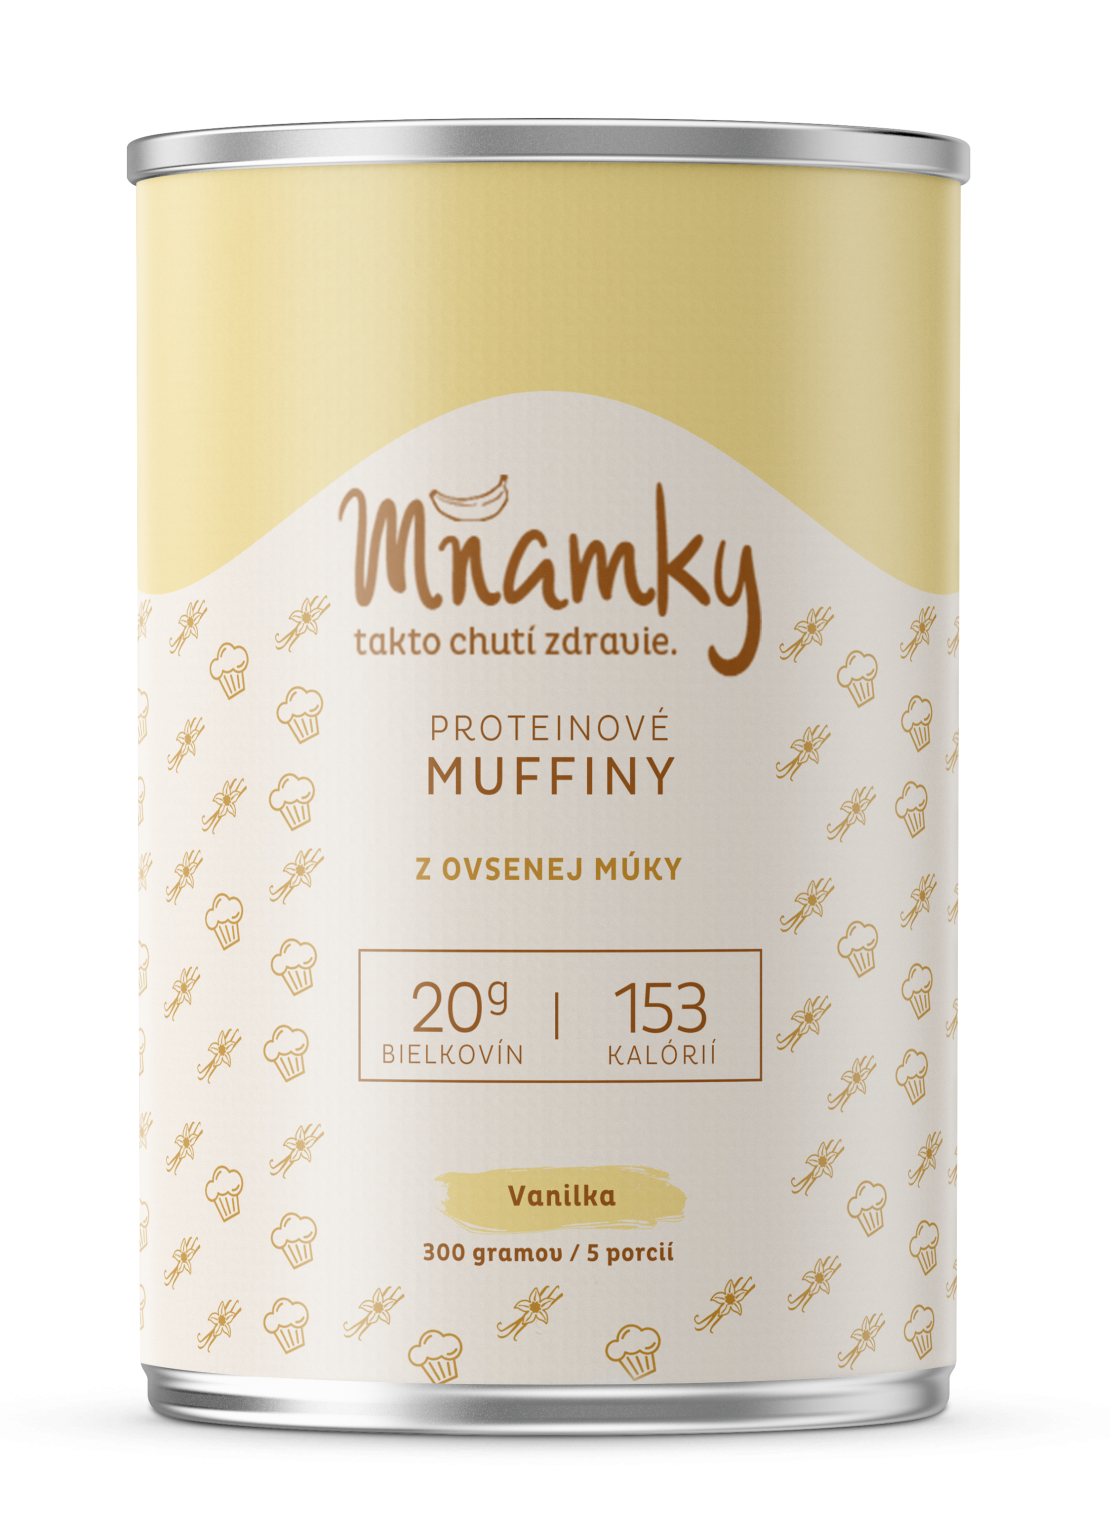 Mňamky
takto chutí zdravie.
PROTEINOVÉ
MUFFINY
Z OVSENEJ MÚKY
20g | 153
BIELKOVÍN KALÓRIÍ
Vanilka
300 gramov / 5 porcií